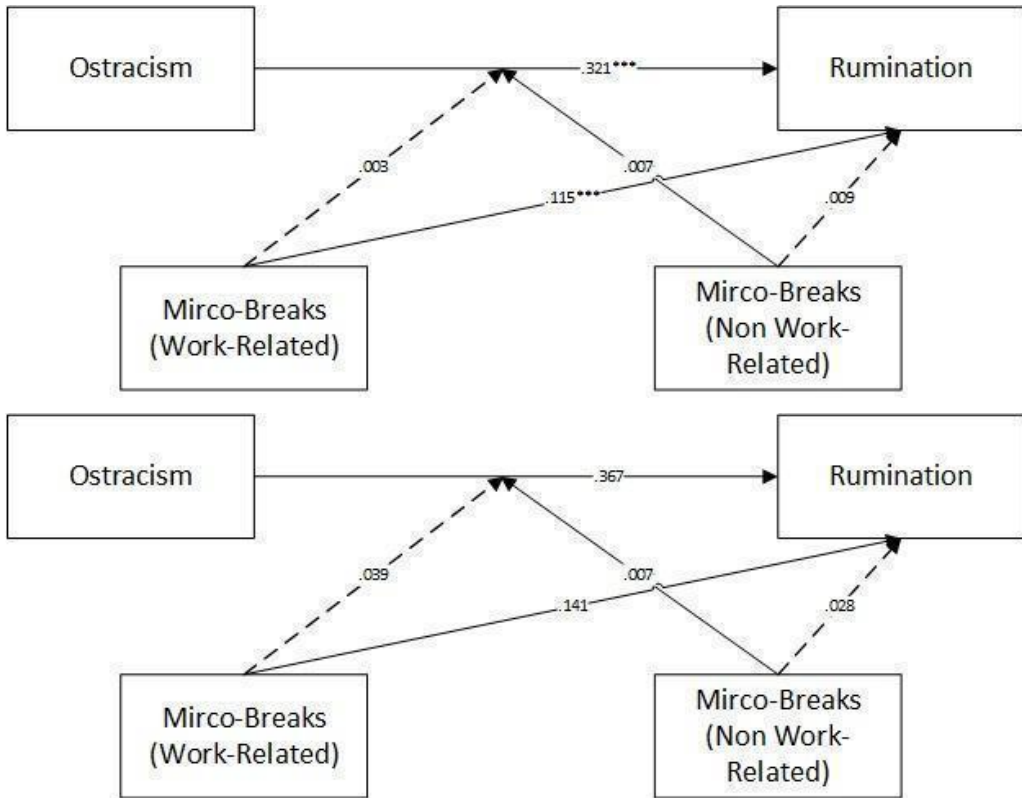 Ostracism
.321***
Rumination
.003
.007
.115***
.009
Mirco-Breaks
(Work-Related)
Mirco-Breaks
(Non Work-
Related)
Ostracism
.367
Rumination
.039
.007
.141
.028
Mirco-Breaks
(Work-Related)
Mirco-Breaks
(Non Work-
Related)